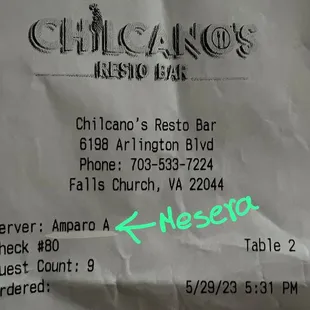 CHILCANO'S
RESTO BAR
Chilcano's Resto Bar
6198 Arlington Blvd
Phone: 703-533-7224
Falls Church, VA 22044
erver: Amparo A Mesera
heck #80 Table 2
uest Count: 9
rdered: 5/29/23 5:31 PM